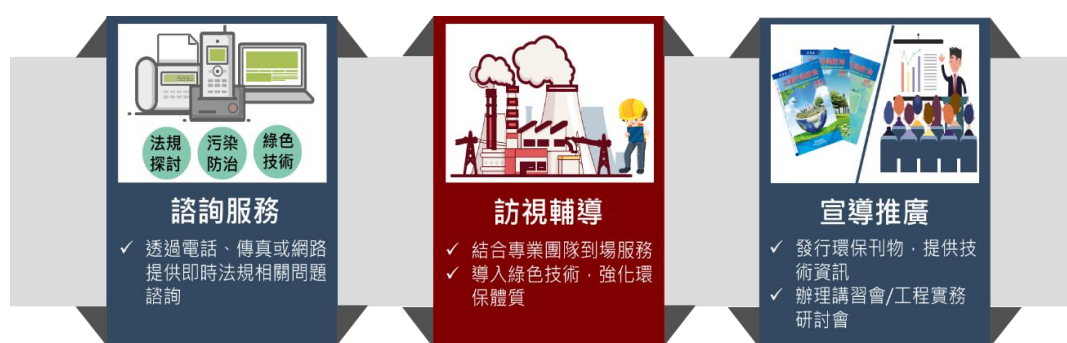 法規
探討
污染
防治
綠色
技術
諮詢服務
✓ 透過電話、傳真或網路
提供即時法規相關問題
諮詢
訪視輔導
✓ 結合專業團隊到場服務
✓ 導入綠色技術，強化環
保體質
宣導推廣
✓ 發行環保刊物，提供技
術資訊
✓ 辦理講習會/工程實務
研討會